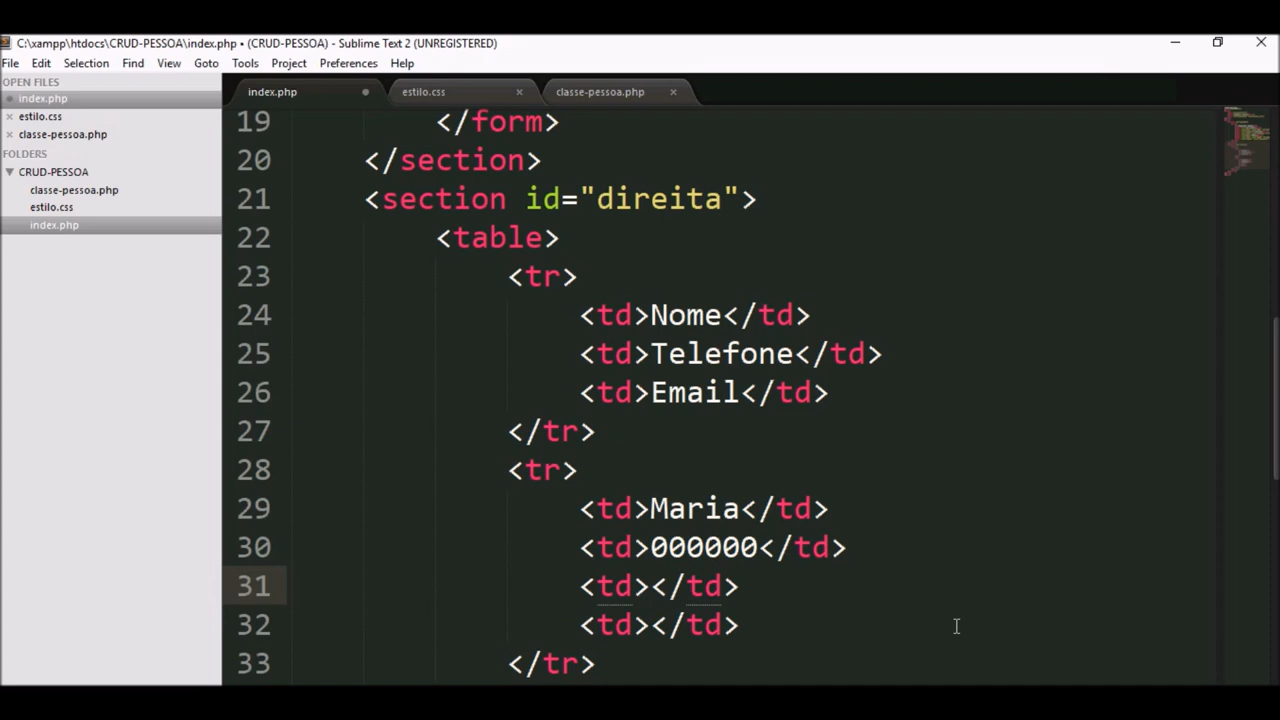 C:\xampp\htdocs\CRUD-PESSOA\index.php • (CRUD-PESSOA) - Sublime Text 2 (UNREGISTERED)
File Edit Selection Find View Goto Tools Project Preferences Help
OPEN FILES
index.php
estilo.css
classe-pessoa.php
FOLDERS
CRUD-PESSOA
classe-pessoa.php
estilo.css
index.php
index.php estilo.css classe-pessoa.php
19 </form>
20 </section>
21 <section id="direita">
22 <table>
23 <tr>
24 <td>Nome</td>
25 <td>Telefone</td>
26 <td>Email</td>
27 </tr>
28 <tr>
29 <td>Maria</td>
30 <td>000000</td>
31 <td></td>
32 <td></td>
33 </tr>